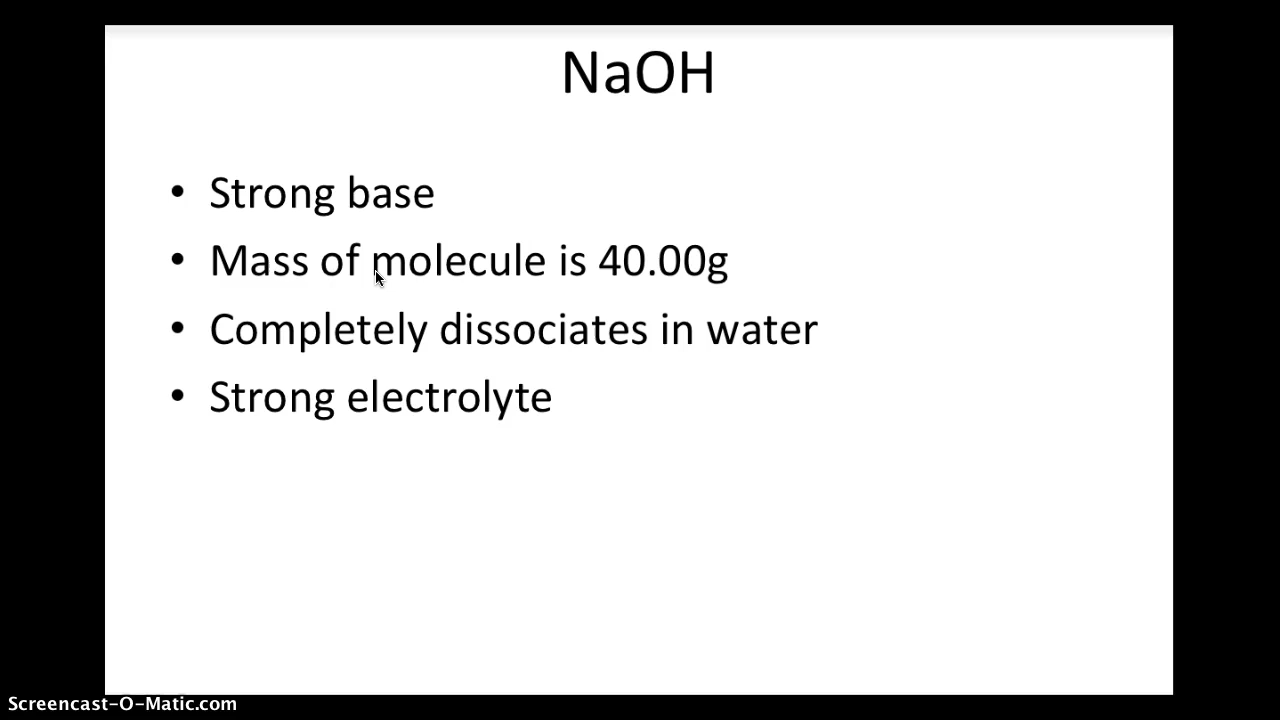 NaOH
• Strong base
• Mass of molecule is 40.00g
• Completely dissociates in water
• Strong electrolyte
Screencast-O-Matic.com